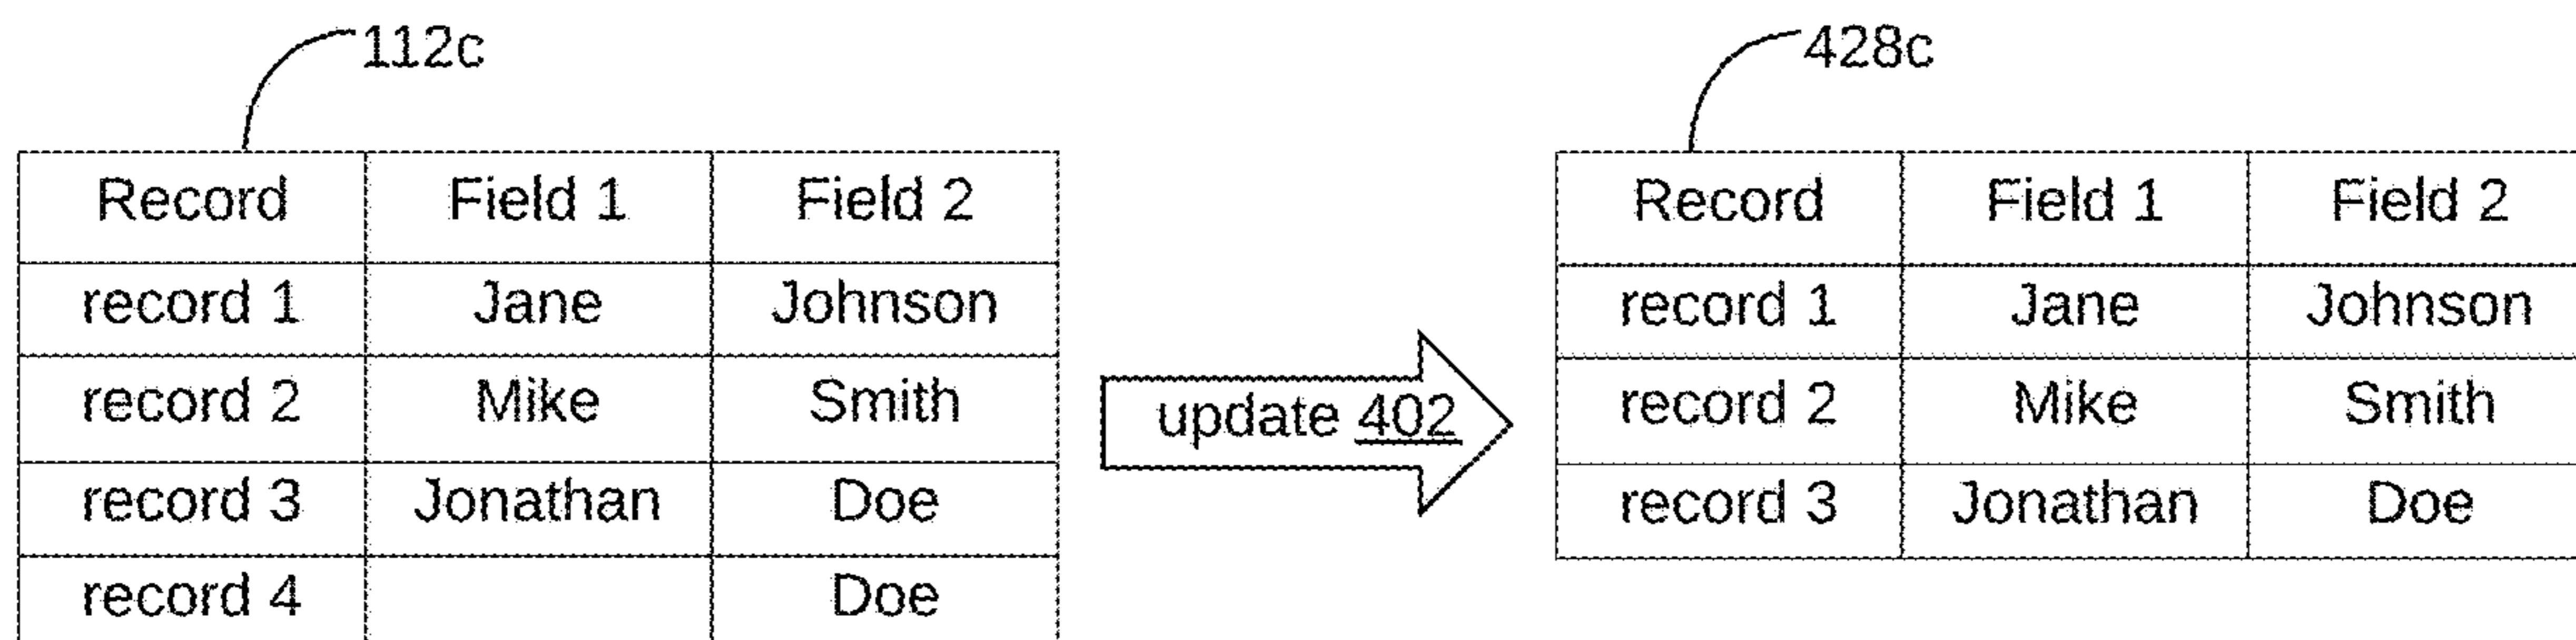 112c
Record Field 1 Field 2
record 1 Jane Johnson
record 2 Mike Smith
record 3 Jonathan Doe
record 4 Doe
update 402
428c
Record Field 1 Field 2
record 1 Jane Johnson
record 2 Mike Smith
record 3 Jonathan Doe